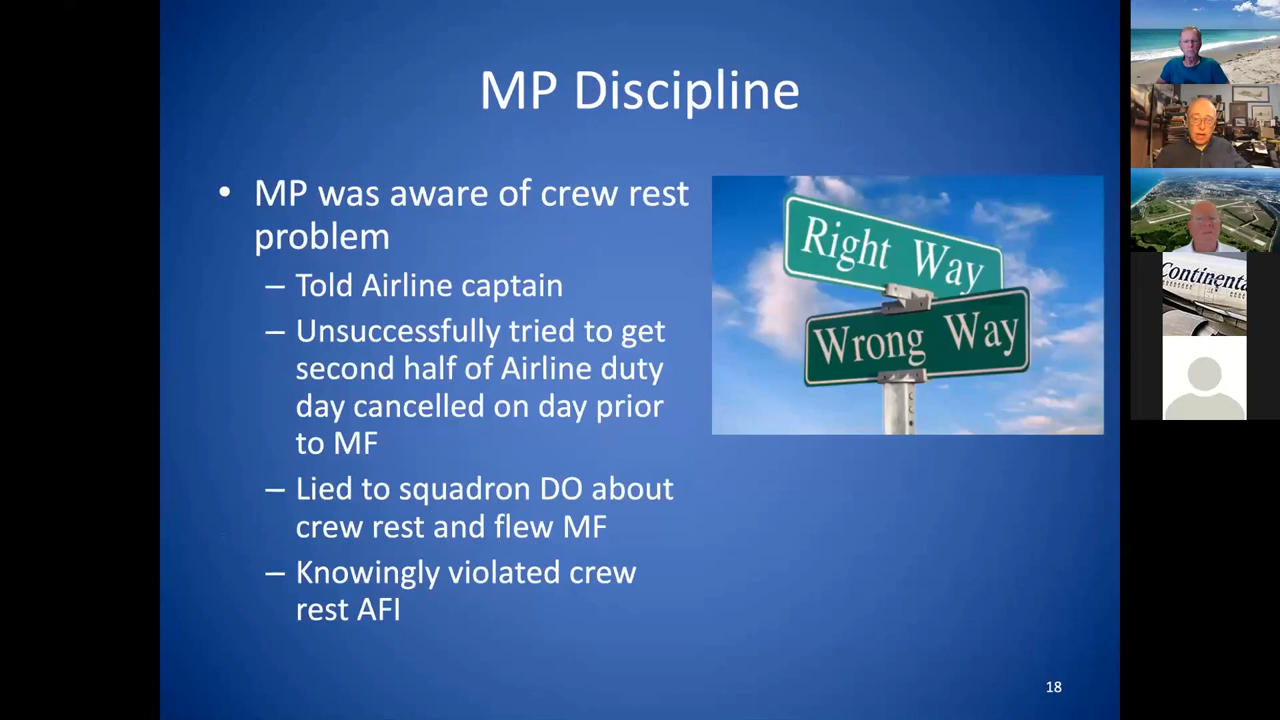 MP Discipline
• MP was aware of crew rest
problem
– Told Airline captain
– Unsuccessfully tried to get
second half of Airline duty
day cancelled on day prior
to MF
– Lied to squadron DO about
crew rest and flew MF
– Knowingly violated crew
rest AFI
Right Way
Wrong Way
18
Continenta